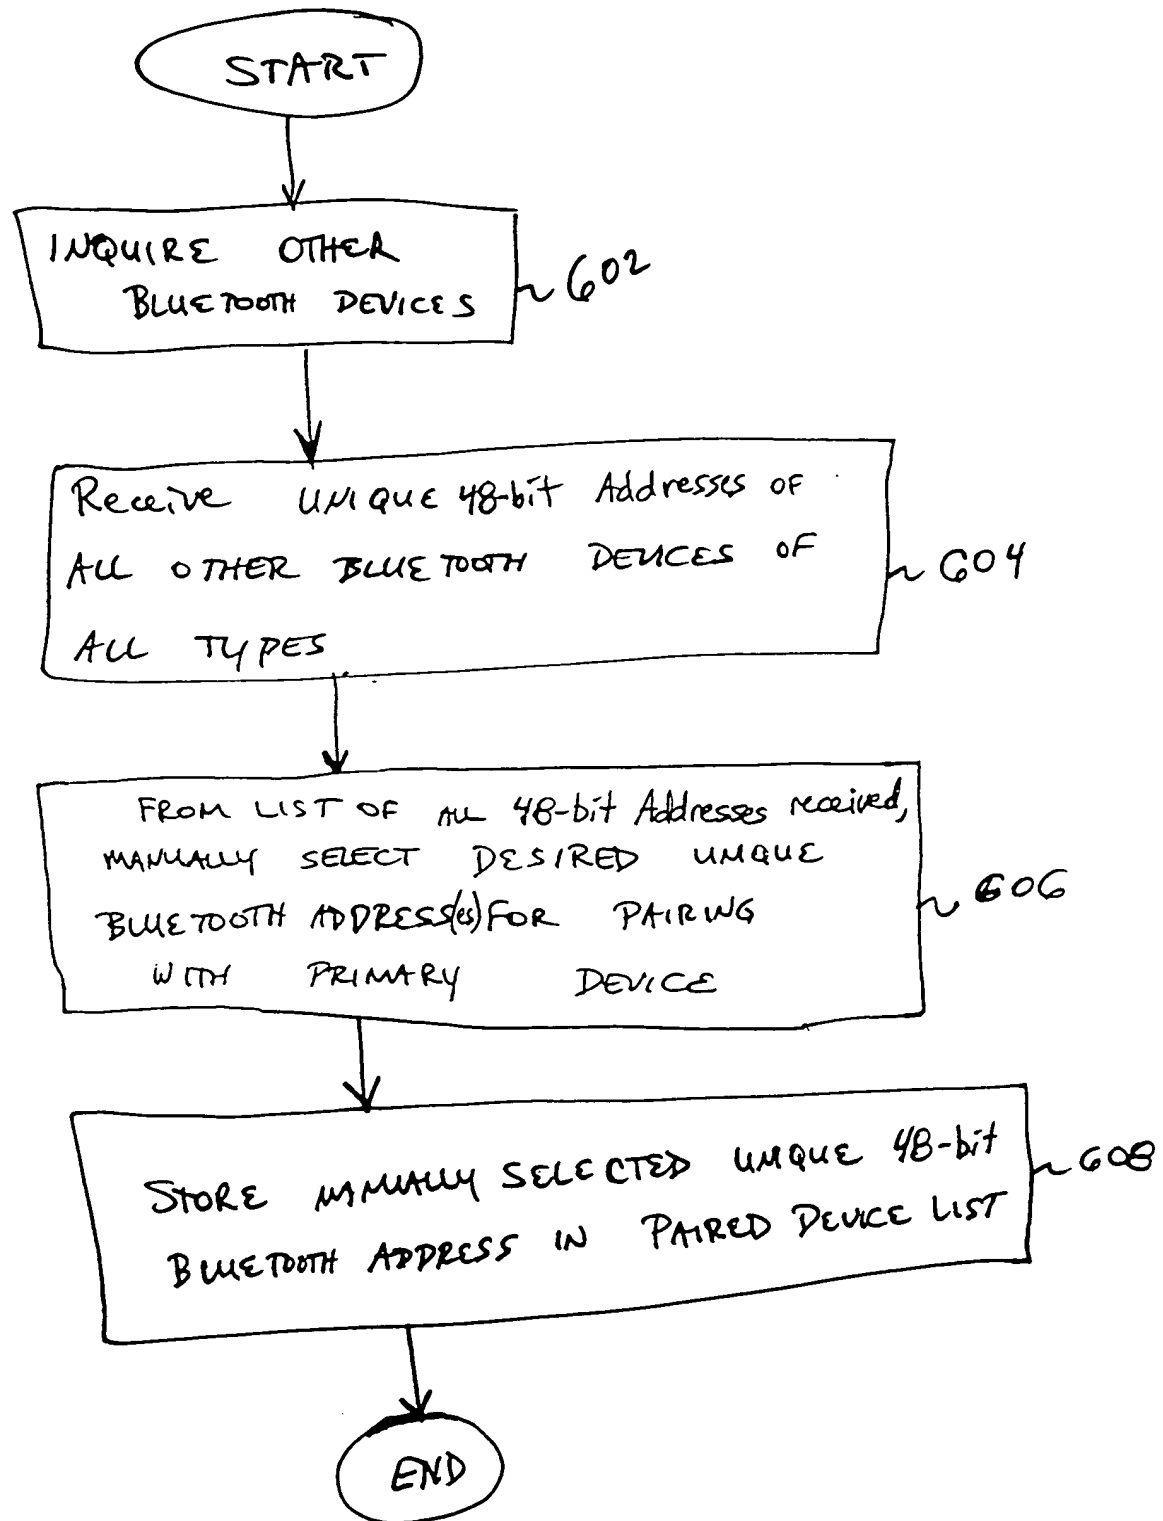 START
INQUIRE OTHER
BLUETOOTH DEVICES
602
Receive UNIQUE 48-bit Addresses OF
ALL OTHER BLUETOOTH DEVICES OF
ALL TYPES
604
FROM LIST OF ALL 48-bit Addresses received,
MANUALLY SELECT DESIRED UNIQUE
BLUETOOTH ADDRESS(es) FOR PAIRING
WITH PRIMARY DEVICE
606
STORE MANUALLY SELECTED UNIQUE 48-bit
BLUETOOTH ADDRESS IN PAIRED DEVICE LIST
608
END